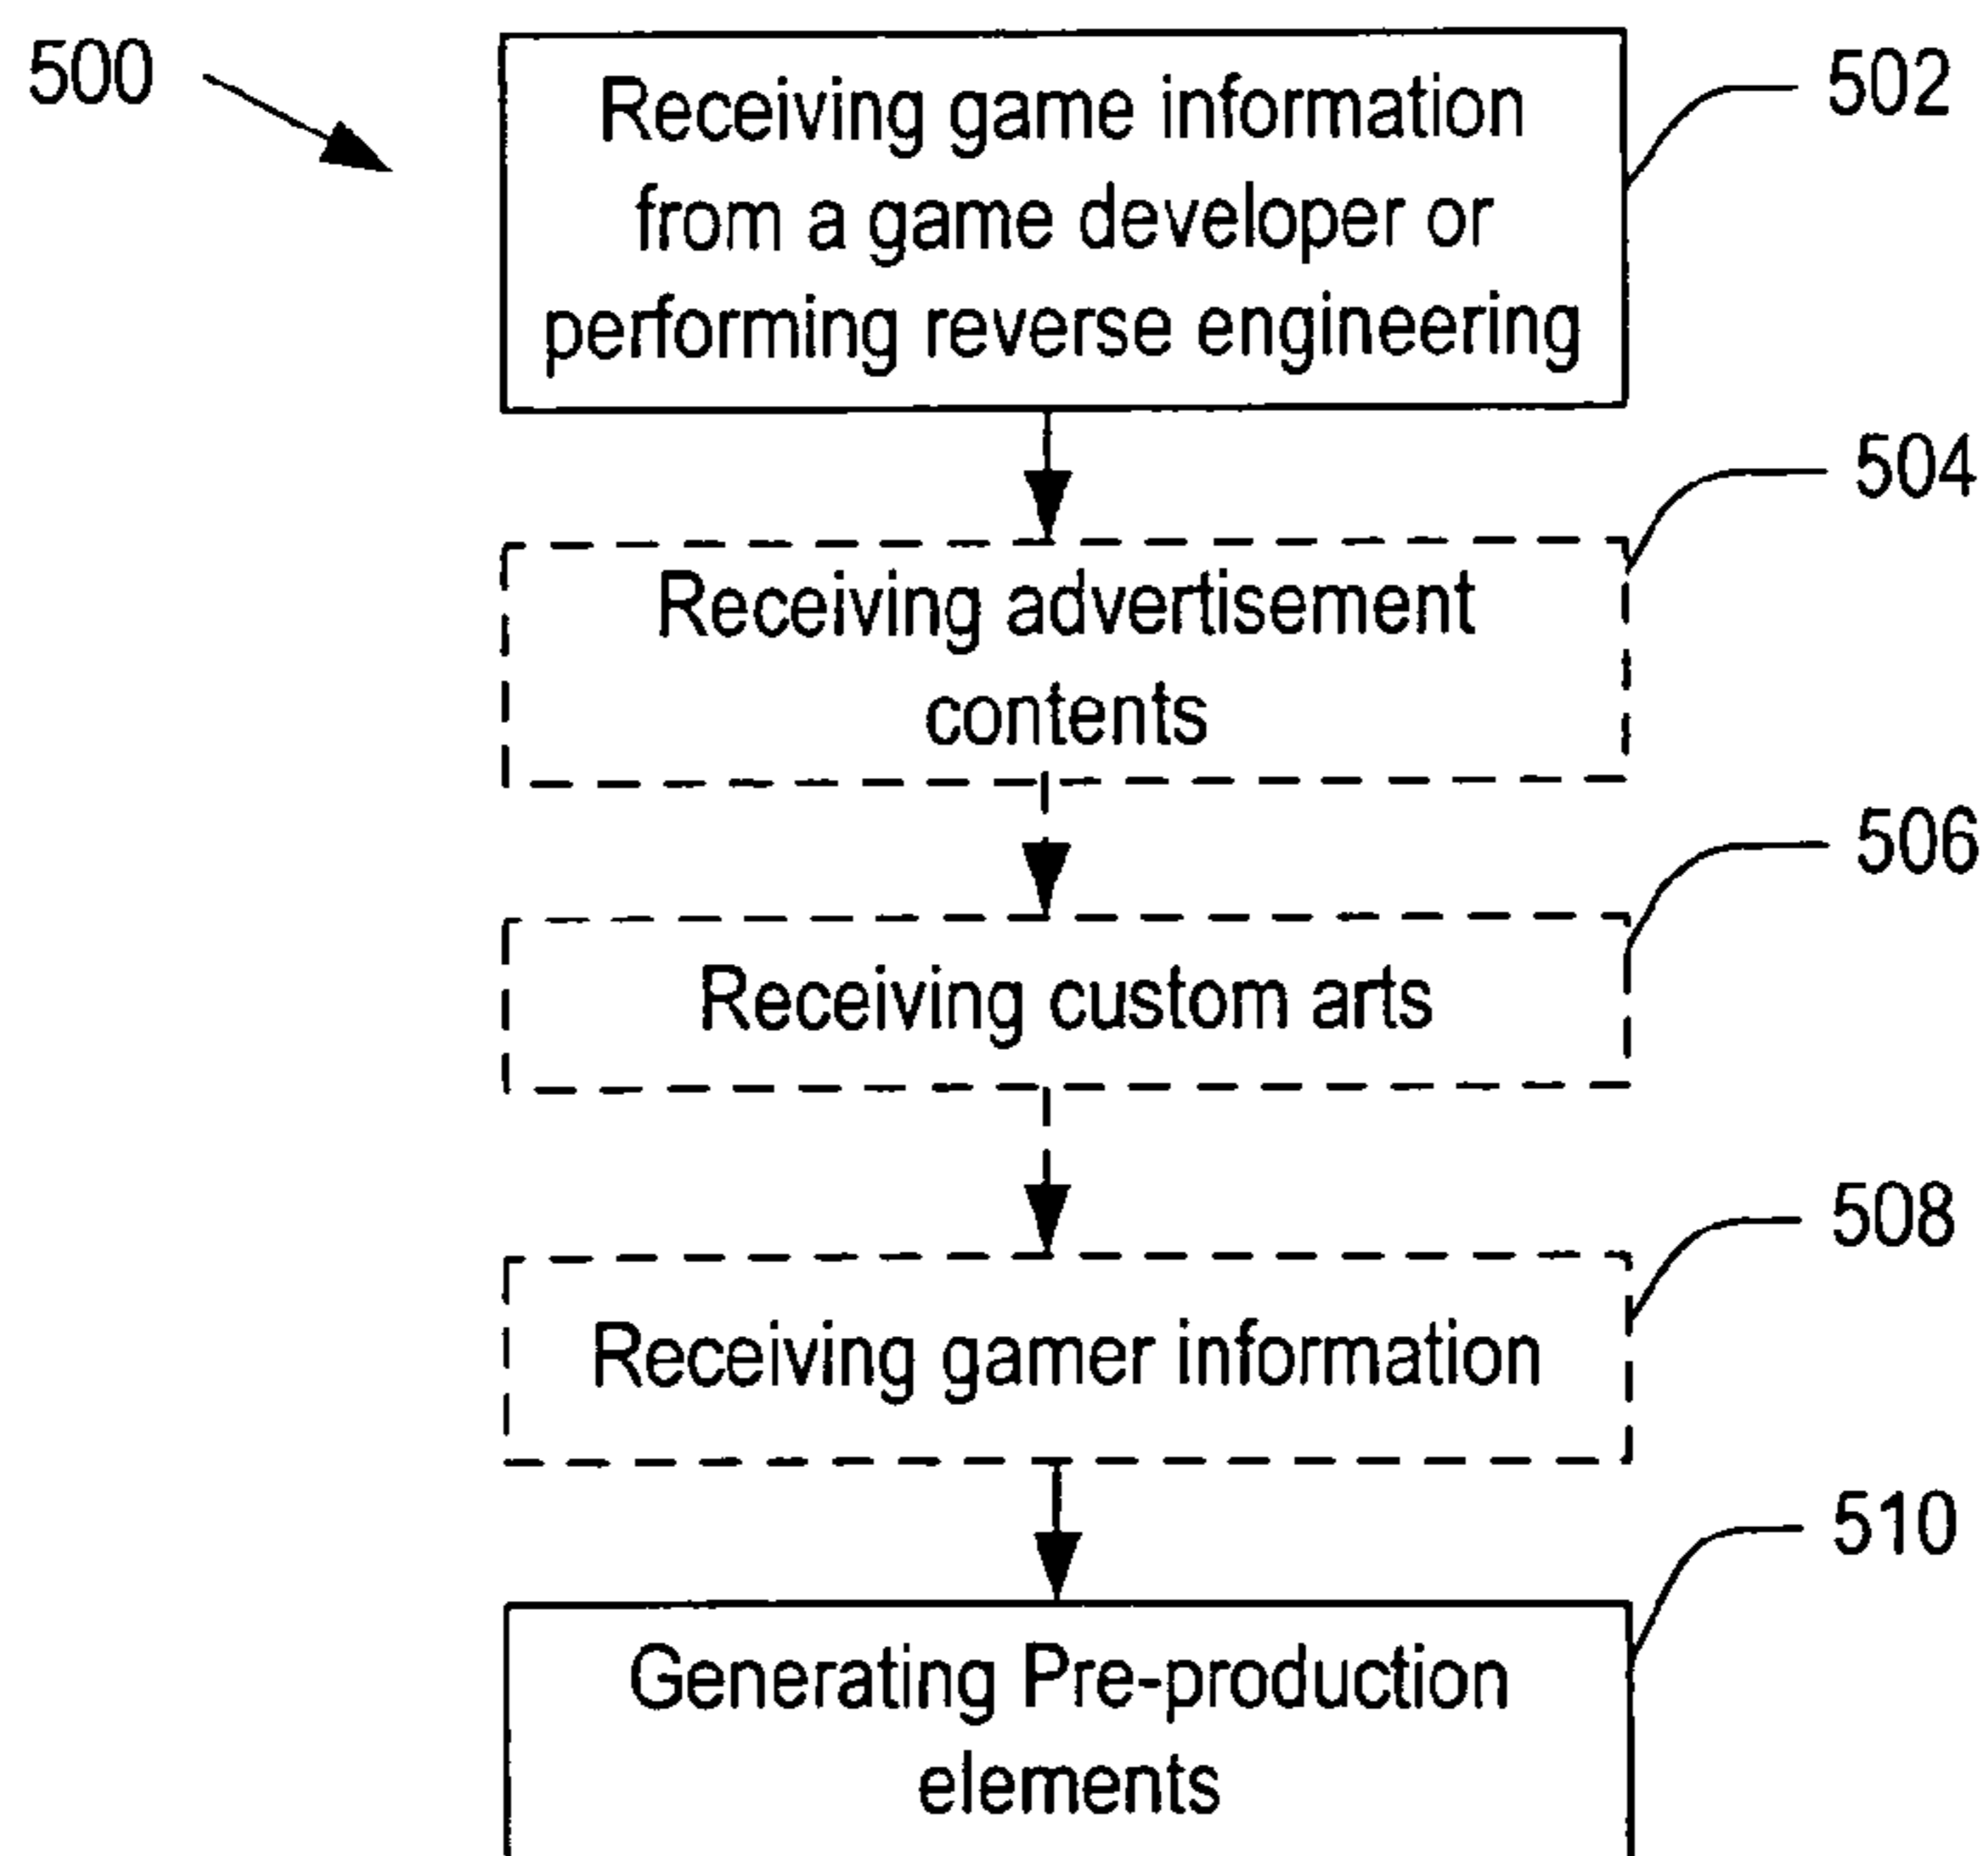 500
Receiving game information
from a game developer or
performing reverse engineering
502
Receiving advertisement
contents
504
Receiving custom arts
506
Receiving gamer information
508
Generating Pre-production
elements
510